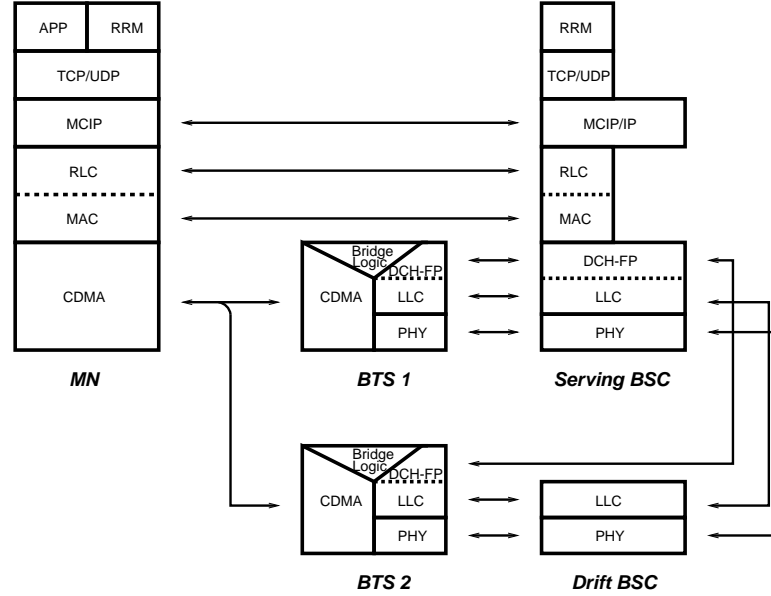 APP RRM RRM
TCP/UDP TCP/UDP
MCIP MCIP/IP
RLC RLC
MAC MAC
Bridge
Logic DCH-FP DCH-FP
CDMA CDMA LLC LLC
PHY PHY
MN BTS 1 Serving BSC
Bridge
Logic DCH-FP
CDMA LLC LLC
PHY PHY
BTS 2 Drift BSC